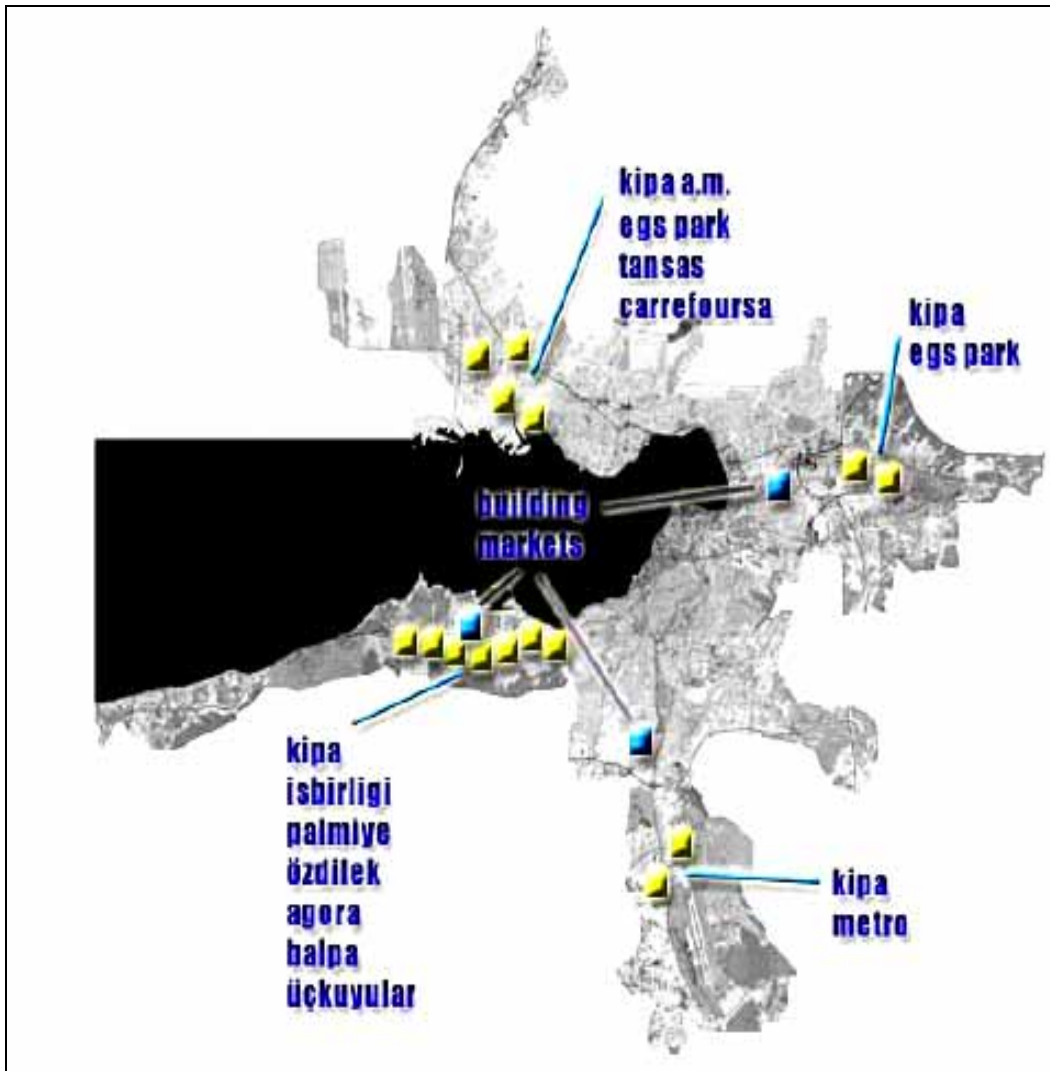 kipa a.m.
egs park
tansas
carrefoursa
kipa
egs park
building
markets
kipa
isbirligi
palmiye
özdilek
agora
balpa
üçkuyular
kipa
metro